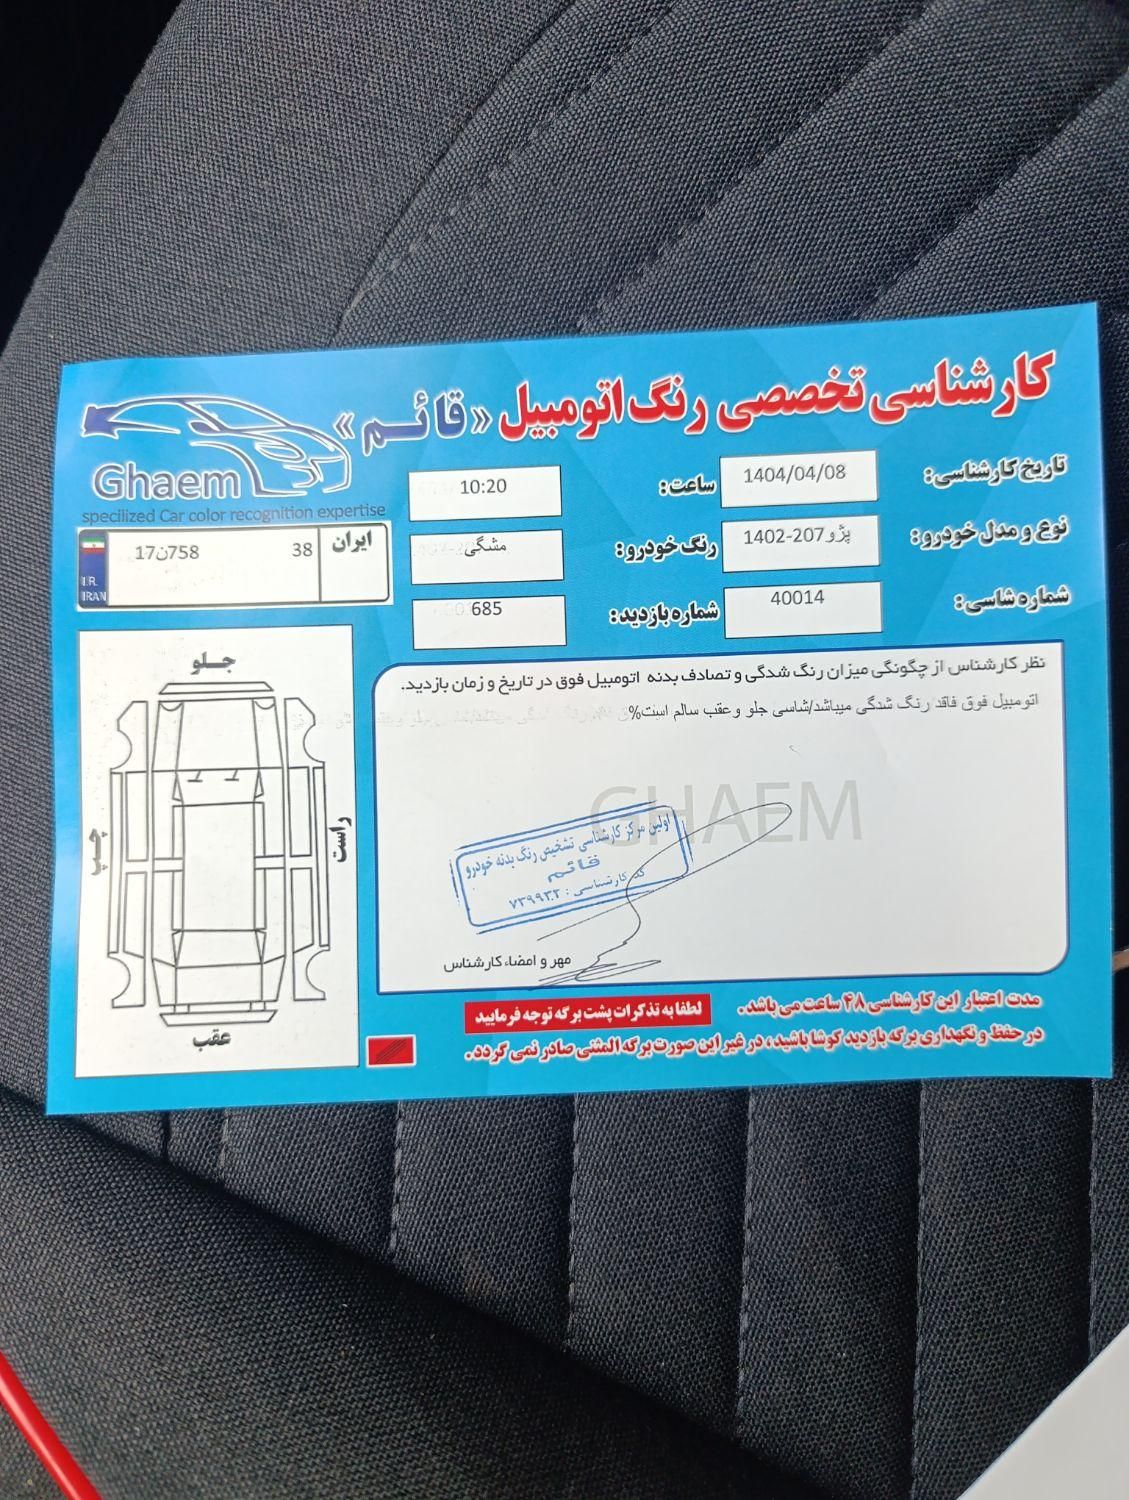 کارشناسی تخصصی رنگ اتومبیل «قائم»
Ghaem
specilized Car color recognition expertise
تاریخ کارشناسی: 1404/04/08
ساعت: 10:20
نوع و مدل خودرو: پژو207-1402
رنگ خودرو: مشگی
شماره شاسی: 40014
شماره بازدید: 685
I.R.
IRAN
17ن758 38 ایران
جلو
چپ
راست
عقب
نظر کارشناس از چگونگی میزان رنگ شدگی و تصادف بدنه اتومبیل فوق در تاریخ و زمان بازدید.
اتومبیل فوق فاقد رنگ شدگی میباشد/شاسی جلو وعقب سالم است%
GHAEM
اولین مرکز کارشناسی تشخیص رنگ بدنه خودرو
قائم
کد کارشناسی :
مهر و امضاء کارشناس
مدت اعتبار این کارشناسی ۴۸ ساعت می باشد.
لطفا به تذکرات پشت برگه توجه فرمایید
در حفظ و نگهداری برگه بازدید کوشا باشید، در غیر این صورت برگه المثنی صادر نمی گردد.